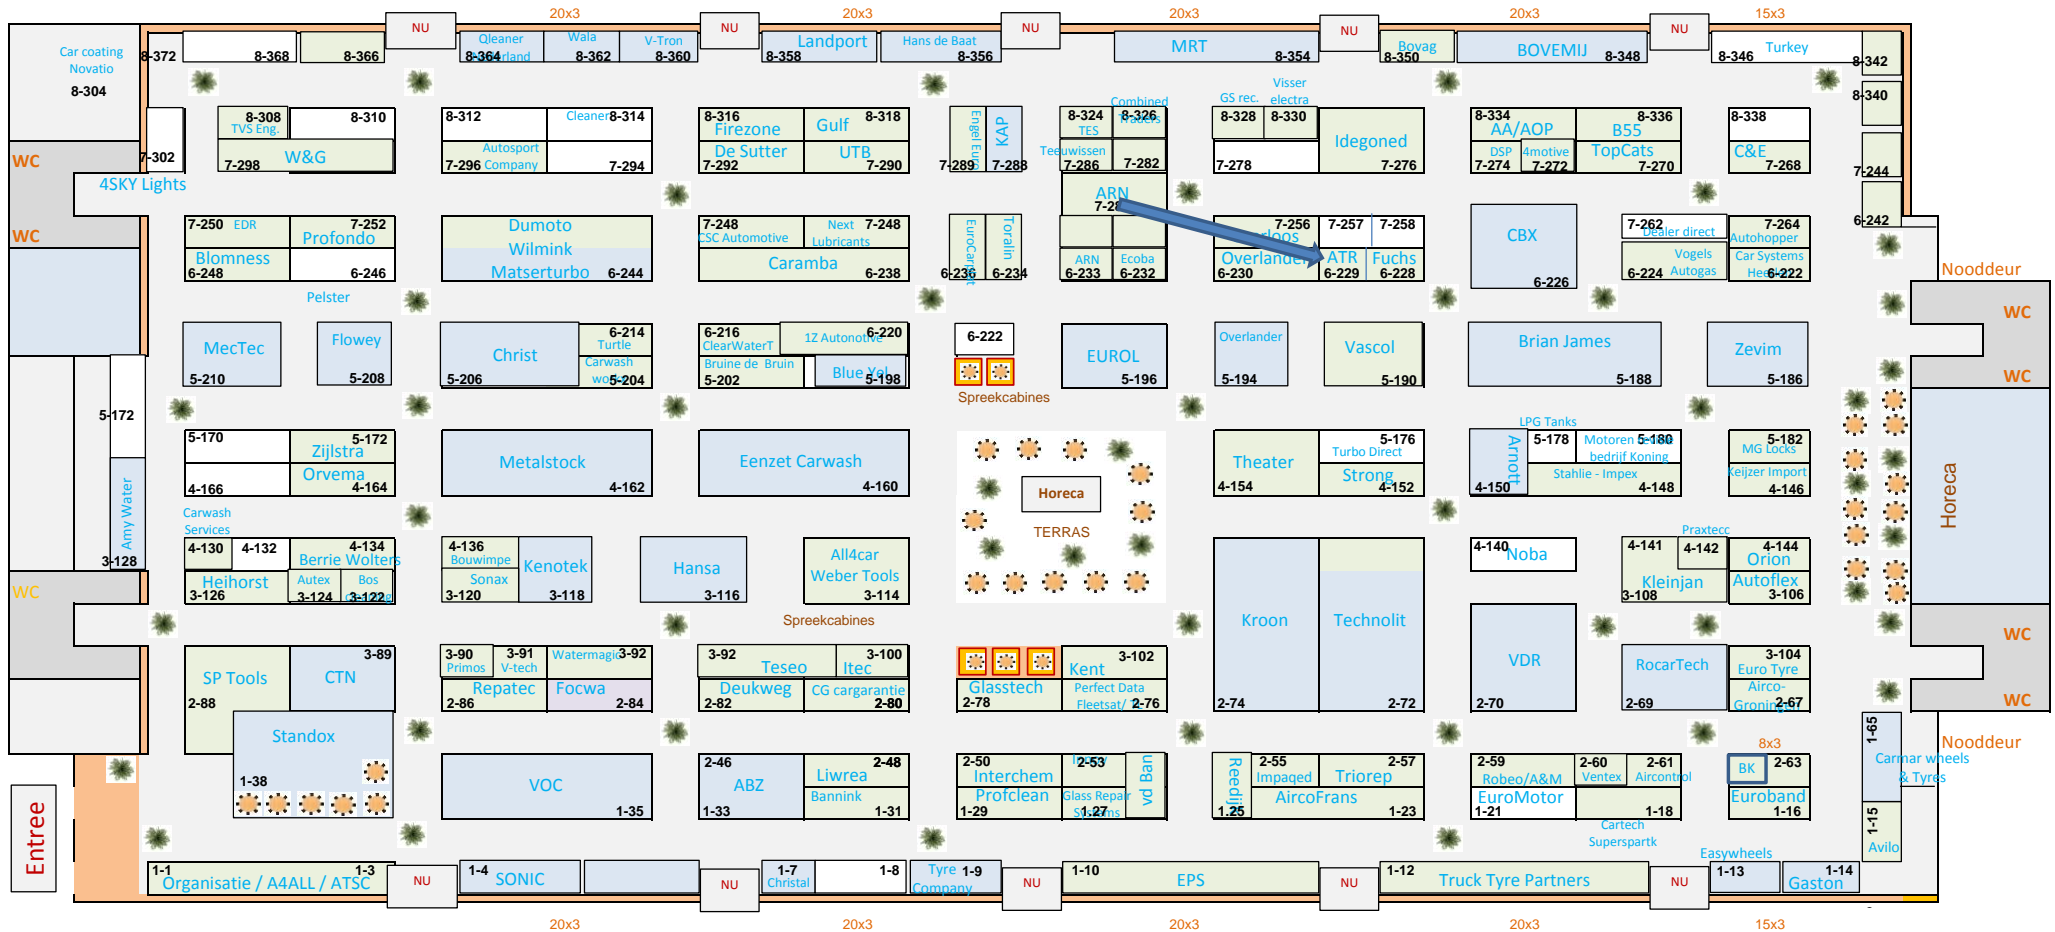 20x3
20x3
20x3
20x3
15x3
NU
NU
NU
NU
NU
Car coating
Novatio
8-304
8-372
8-368
8-366
Qleaner
8-364
Wala
8-362
V-Tron
8-360
Landport
8-358
Hans de Baat
8-356
MRT
8-354
Bovag
8-350
BOVEMIJ
8-348
Turkey
8-346
8-342
8-340
7-244
6-242
WC
WC
7-302
4SKY Lights
8-308
TVS Eng.
8-310
W&G
7-298
8-312
Cleaner
8-314
Autosport
Company
7-296
7-294
8-316
Firezone
Gulf
8-318
De Sutter
7-292
UTB
7-290
Engel Euro
7-289
KAP
7-288
8-324
TES
Combined
Traders
8-326
Teeuwissen
7-286
7-282
ARN
GS rec.
8-328
Visser
electra
8-330
7-278
Idegoned
7-276
8-334
AA/AOP
8-336
B55
DSP
7-274
4motive
7-272
TopCats
7-270
8-338
C&E
7-268
7-250
EDR
7-252
Profondo
Blomness
6-248
6-246
Dumoto
Wilmink
Matserturbo
6-244
7-248
CSC Automotive
Next
7-248
Lubricants
Caramba
6-238
EuroCarpet
Toralin
6-234
ARN
6-233
Ecoba
6-232
7-256
Overlander
6-230
7-257
7-258
ATR
6-229
Fuchs
6-228
CBX
6-226
7-262
Dealer direct
Vogels
Autogas
6-224
7-264
Autohopper
Car Systems
6-222
Nooddeur
WC
WC
Pelster
MecTec
5-210
Flowey
5-208
Christ
5-206
6-214
Turtle
Carwash
5-204
6-216
ClearWaterT
6-220
1Z Autonotive
Bruine de Bruin
5-202
Blue Yel
5-198
6-222
Spreekcabines
EUROL
5-196
Overlander
5-194
Vascol
5-190
Brian James
5-188
Zevim
5-186
5-172
5-170
5-172
Zijlstra
Orvema
4-166
4-164
Metalstock
4-162
Eenzet Carwash
4-160
Horeca
TERRAS
Theater
4-154
5-176
Turbo Direct
Strong
4-152
LPG Tanks
Arnott
4-150
5-178
Motoren
5-180
bedrijf Koning
Stahlie - Impex
4-148
5-182
MG Locks
Keijzer Import
4-146
Horeca
Amy Water
3-128
Carwash
Services
4-130
4-132
4-134
Berrie Wolters
Heihorst
3-126
Autex
3-124
Bos
3-122
4-136
Bouwimpe
Sonax
3-120
Kenotek
3-118
Hansa
3-116
All4car
Weber Tools
3-114
Spreekcabines
Kroon
2-74
Technolit
2-72
4-140
Noba
Praxtecc
4-141
4-142
Kleinjan
3-108
4-144
Orion
Autoflex
3-106
WC
WC
WC
SP Tools
2-88
3-89
CTN
3-90
Primos
3-91
V-tech
Watermagic
3-92
Repatec
2-86
Focwa
2-84
3-92
Teseo
3-100
Itec
Deukweg
2-82
CG cargarantie
2-80
Glasstech
2-78
3-102
Kent
Perfect Data
Fleetsat/
2-76
VDR
2-70
RocarTech
2-69
3-104
Euro Tyre
Airco-
Groningen
2-67
Nooddeur
Standox
1-38
VOC
1-35
2-46
ABZ
1-33
2-48
Liwrea
Bannink
1-31
2-50
Interchem
Profclean
1-29
2-53
Glass Repair
Systems
1-27
vd Ban
Reedijk
1.25
2-55
Impaqed
2-57
Triorep
AircoFrans
1-23
2-59
Robeo/A&M
2-60
Ventex
2-61
Aircontrol
EuroMotor
1-21
1-18
Cartech
Superspartk
8x3
BK
2-63
Euroband
1-16
1-65
Carmar wheels
& Tyres
1-15
Avilo
Entree
1-1
1-3
Organisatie / A4ALL / ATSC
NU
1-4
SONIC
NU
1-7
Christal
1-8
Tyre
1-9
Company
NU
1-10
EPS
NU
1-12
Truck Tyre Partners
NU
Easywheels
1-13
1-14
Gaston
20x3
20x3
20x3
20x3
15x3